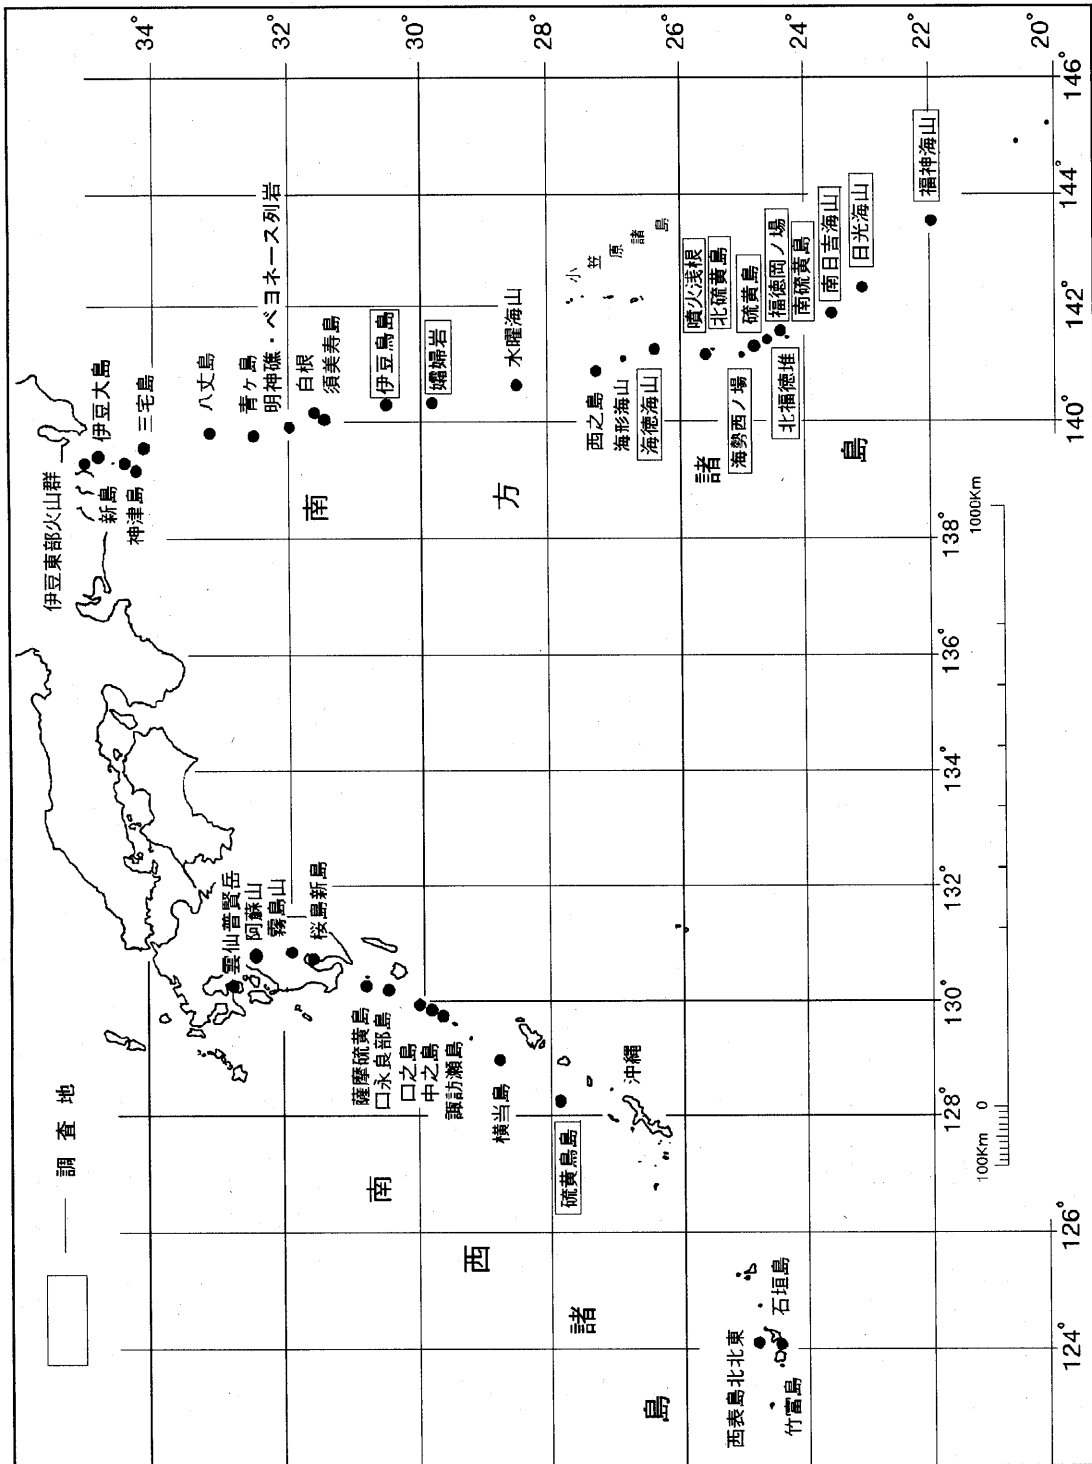 調査地
34°
32°
30°
28°
26°
24°
22°
20°
146°
144°
142°
140°
138°
136°
134°
132°
130°
128°
126°
124°
伊豆東部火山群
伊豆大島
新島
神津島
三宅島
八丈島
青ヶ島
明神礁・ベヨネース列岩
白根
須美寿島
伊豆鳥島
孀婦岩
水曜海山
西之島
海形海山
海徳海山
噴火浅根
北硫黄島
海勢西ノ場
硫黄島
北福徳堆
福徳岡ノ場
南硫黄島
南日吉海山
日光海山
福神海山
小笠原諸島
南方諸島
雲仙普賢岳
阿蘇山
霧島山
桜島新島
薩摩硫黄島
口永良部島
口之島
中之島
諏訪瀬島
横当島
硫黄鳥島
沖縄
南西諸島
西表島北北東
石垣島
竹富島
100Km
0
1000Km